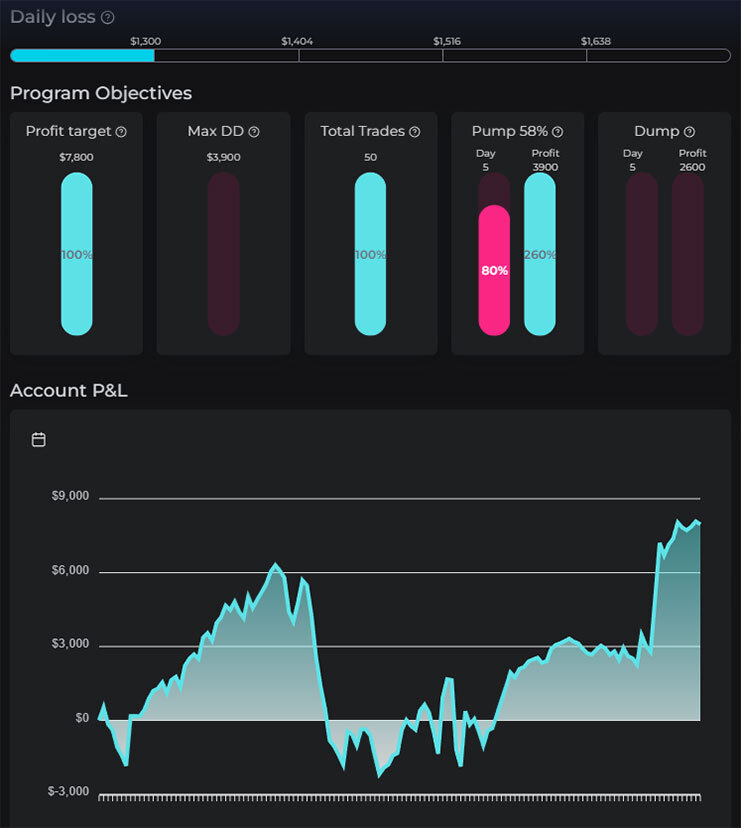 Daily loss
$1,300 $1,404 $1,516 $1,638
Program Objectives
Profit target Max DD Total Trades Pump 58% Dump
$7,800 $3,900 50 Day 5 Profit 3900 Day 5 Profit 2600
100% 100% 80% 260%
Account P&L
$9,000
$6,000
$3,000
$0
$-3,000